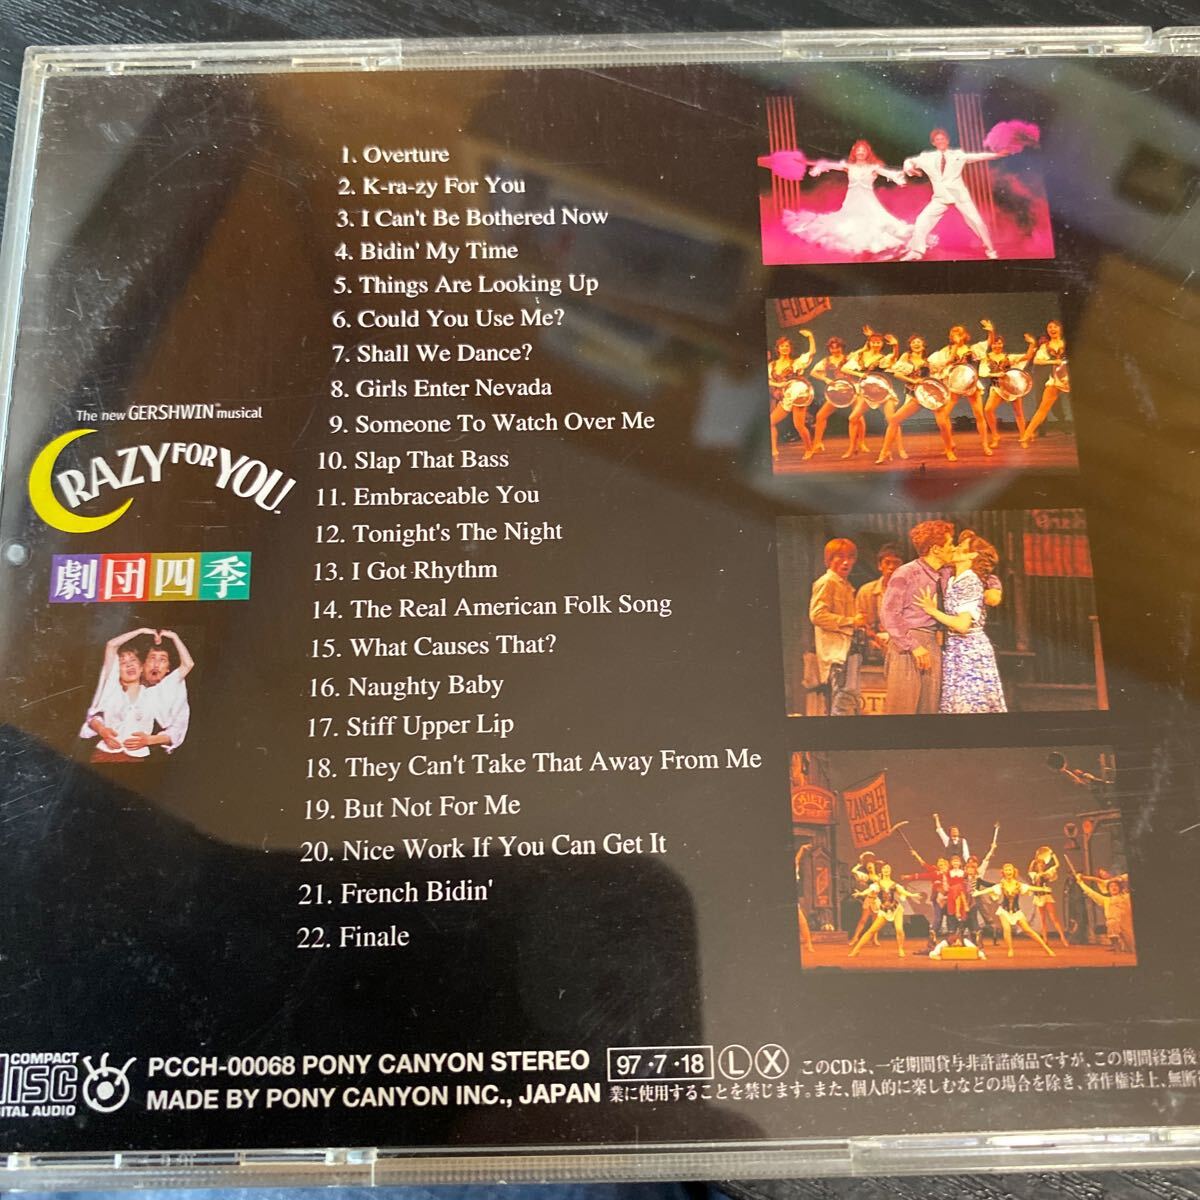 1. Overture
2. K-ra-zy For You
3. I Can't Be Bothered Now
4. Bidin' My Time
5. Things Are Looking Up
6. Could You Use Me?
7. Shall We Dance?
8. Girls Enter Nevada
9. Someone To Watch Over Me
10. Slap That Bass
11. Embraceable You
12. Tonight's The Night
13. I Got Rhythm
14. The Real American Folk Song
15. What Causes That?
16. Naughty Baby
17. Stiff Upper Lip
18. They Can't Take That Away From Me
19. But Not For Me
20. Nice Work If You Can Get It
21. French Bidin'
22. Finale
The new GERSHWIN™ musical
CRAZY FOR YOU™
劇団四季
ZANGLER
FOLLIE
COMPACT
DISC
DIGITAL AUDIO
PCCH-00068 PONY CANYON STEREO
97・7・18 L X
MADE BY PONY CANYON INC., JAPAN
このCDは、一定期間貸与非許諾商品ですが、この期間経過後
業に使用することを禁じます。また、個人的に楽しむなどの場合を除き、著作権法上、無断